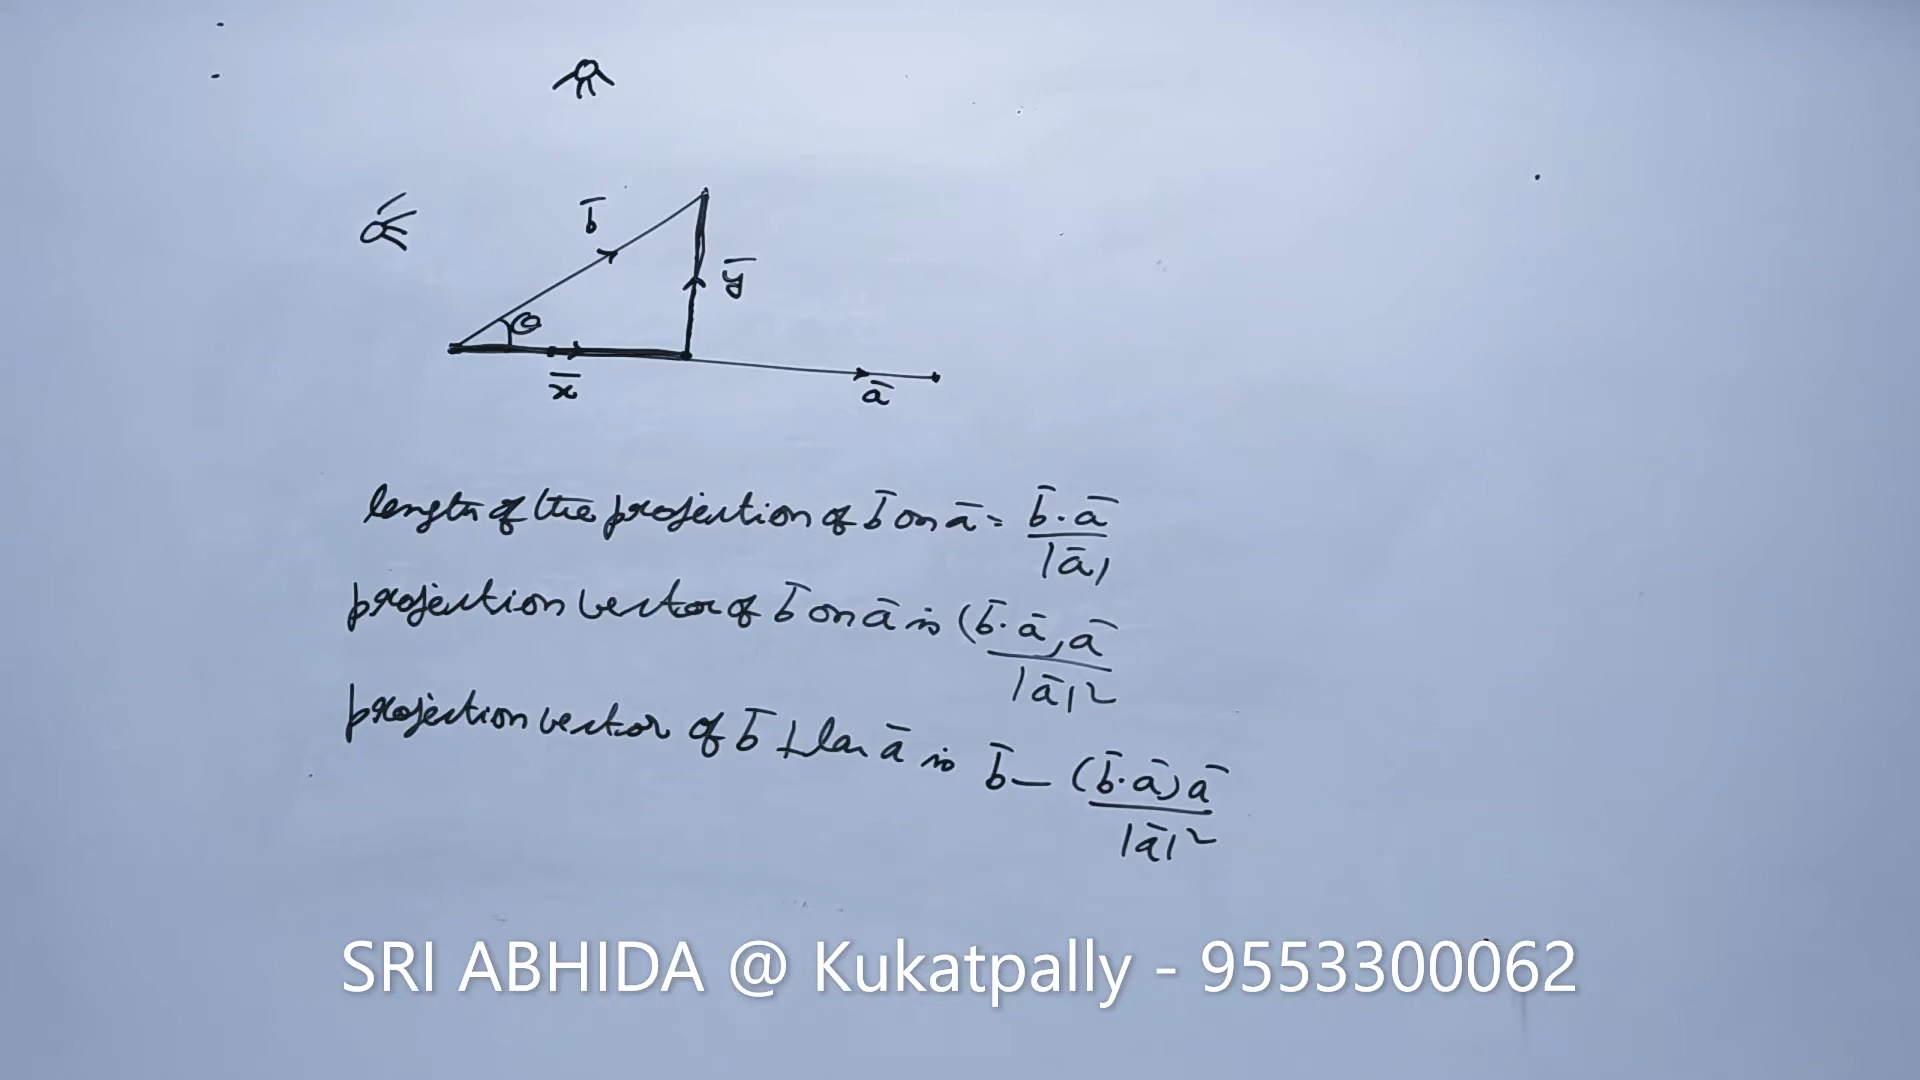 b̄
ȳ
θ
x̄
ā
length of the projection of b̄ on ā = b̄·ā / |ā|
projection vector of b̄ on ā is (b̄·ā)ā / |ā|²
projection vector of b̄ ⊥lar ā is b̄ – (b̄·ā)ā / |ā|²
SRI ABHIDA @ Kukatpally - 9553300062